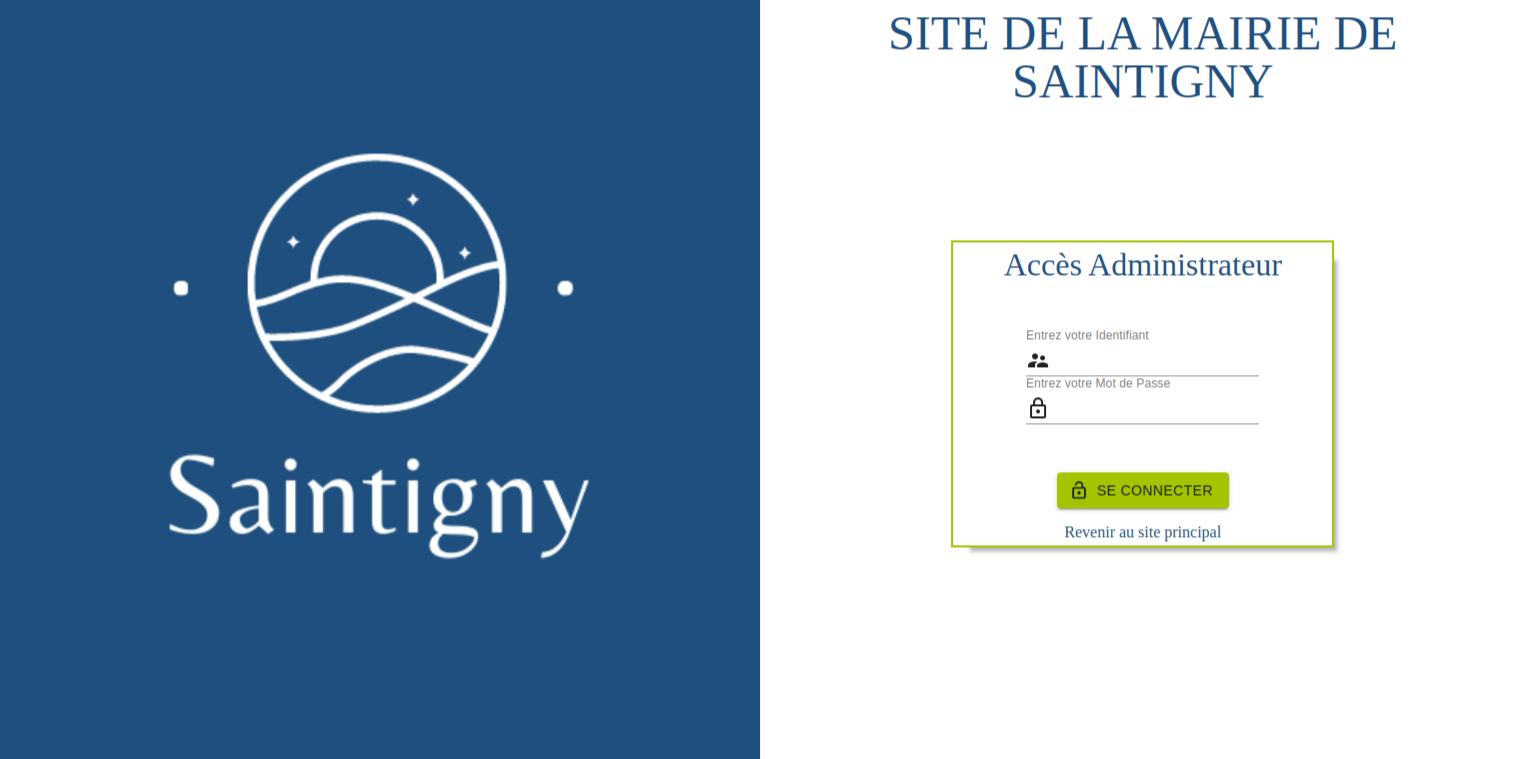 Saintigny
SITE DE LA MAIRIE DE
SAINTIGNY
Accès Administrateur
Entrez votre Identifiant
Entrez votre Mot de Passe
SE CONNECTER
Revenir au site principal